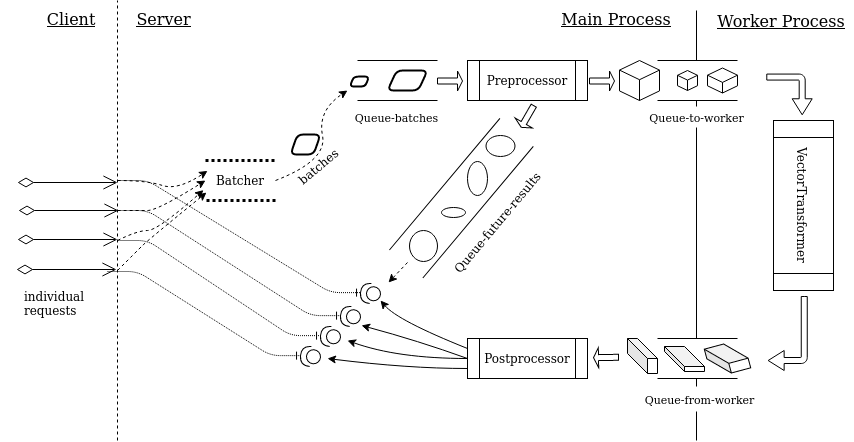 Client
Server
Main Process
Worker Process
Preprocessor
Queue-batches
Queue-to-worker
batches
Batcher
VectorTransformer
Queue-future-results
individual
requests
Postprocessor
Queue-from-worker